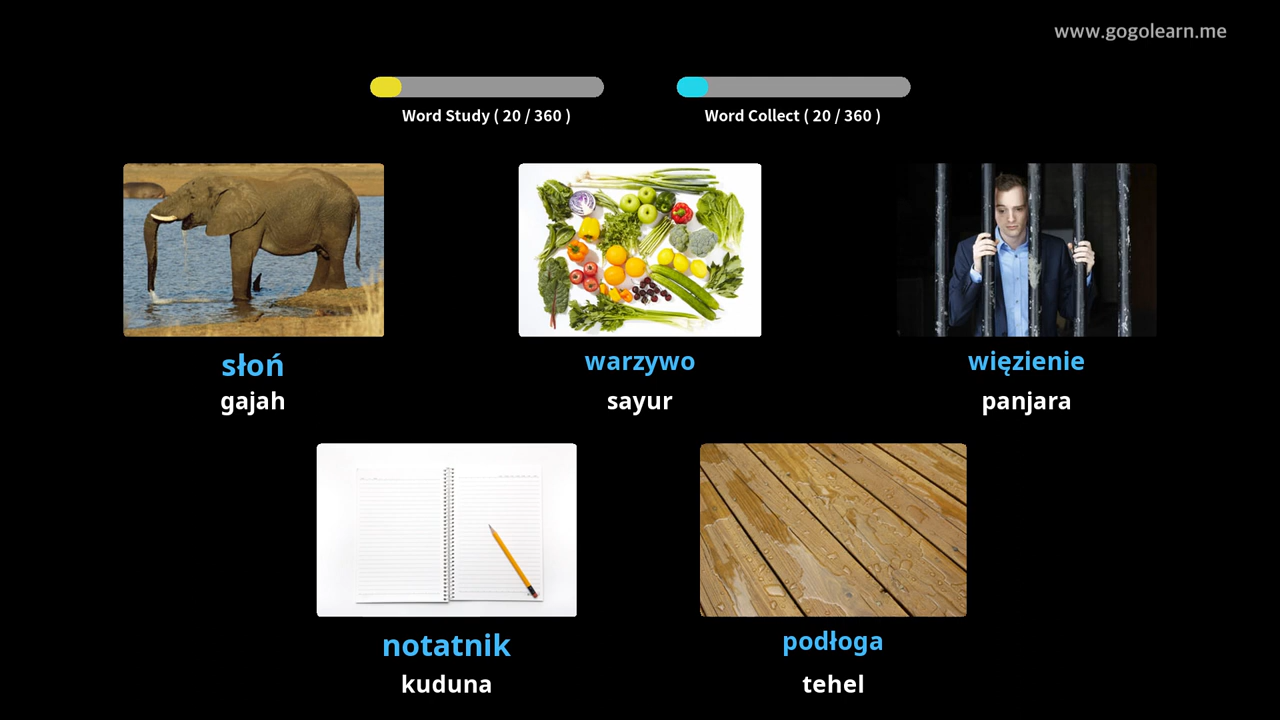 www.gogolearn.me
Word Study ( 20 / 360 )
Word Collect ( 20 / 360 )
słoń
gajah
warzywo
sayur
więzienie
panjara
notatnik
kuduna
podłoga
tehel